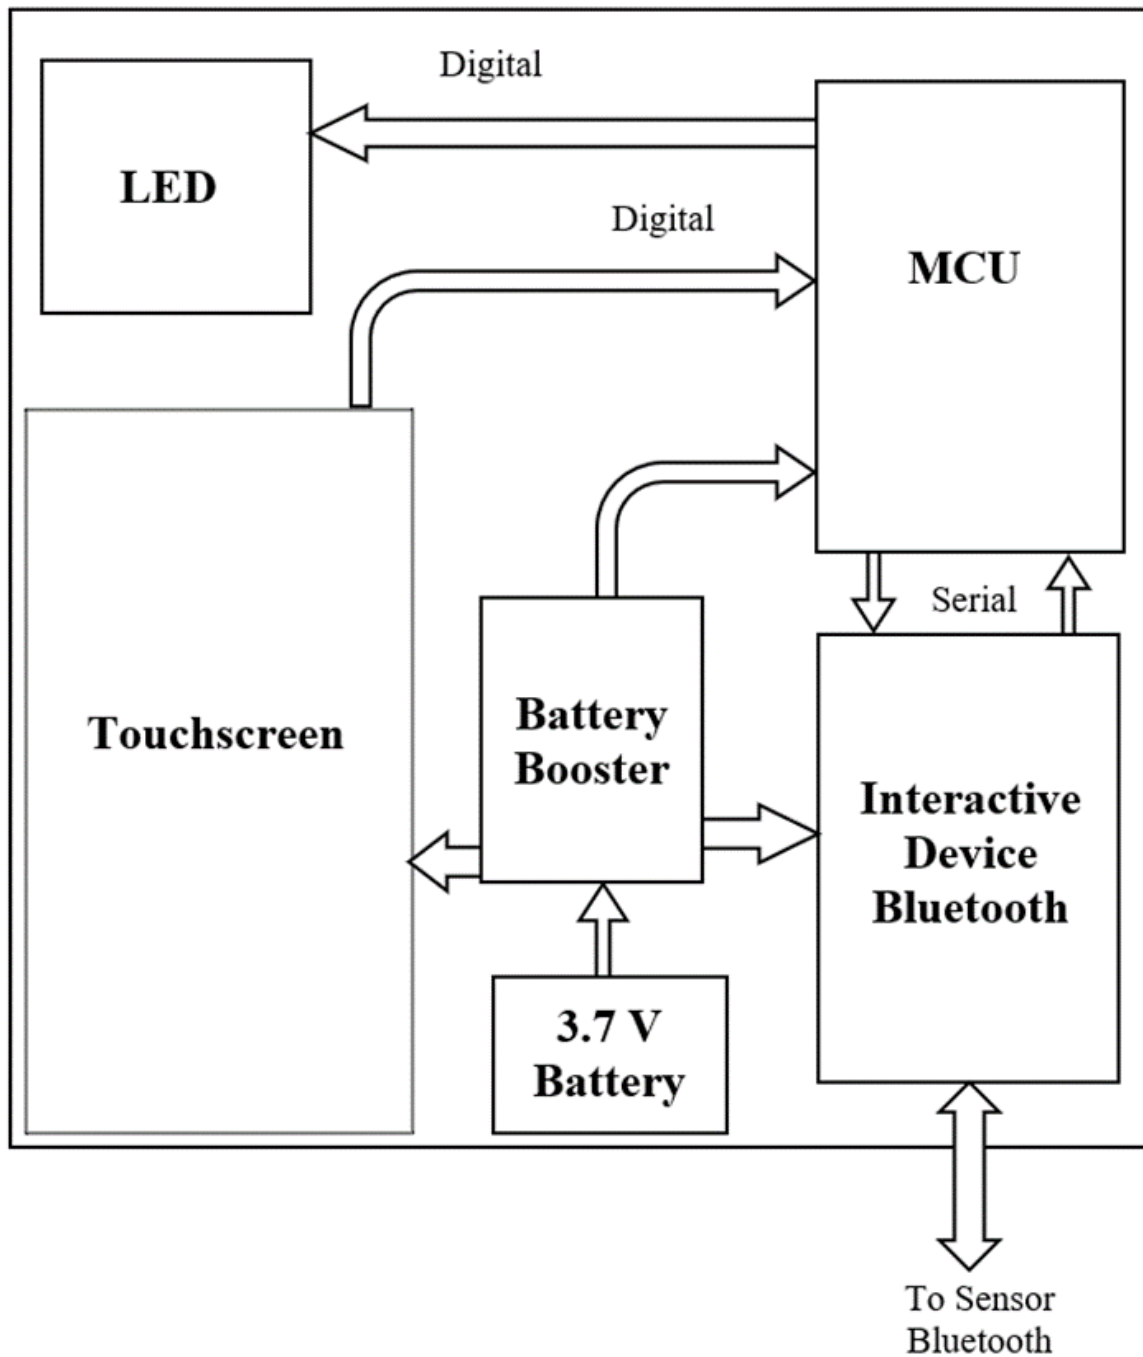 Digital
LED
Digital
MCU
Serial
Touchscreen
Battery
Booster
Interactive
Device
Bluetooth
3.7 V
Battery
To Sensor
Bluetooth